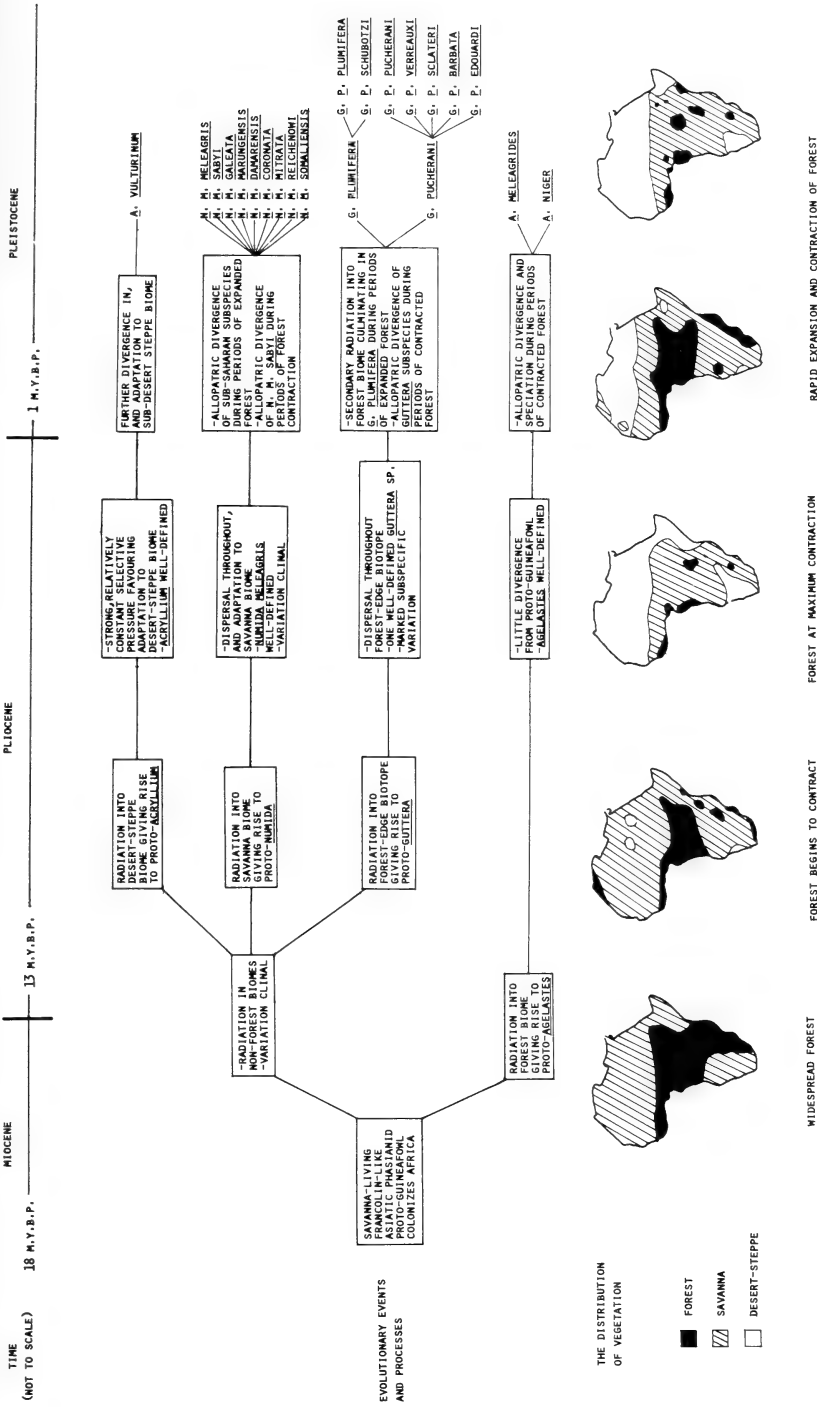 TIME
(NOT TO SCALE)
MIOCENE
PLIOCENE
PLEISTOCENE
18 M.Y.B.P.
13 M.Y.B.P.
1 M.Y.B.P.
EVOLUTIONARY EVENTS
AND PROCESSES
SAVANNA-LIVING
FRANCOLIN-LIKE
ASIATIC PHASIANID
PROTO-GUINEAFOWL
COLONIZES AFRICA
-RADIATION IN
NON-FOREST BIOMES
-VARIATION CLINAL
RADIATION INTO
FOREST BIOME
GIVING RISE TO
PROTO-AGELASTES
RADIATION INTO
DESERT-STEPPE
BIOME GIVING RISE
TO PROTO-ACRYLLIUM
RADIATION INTO
SAVANNA BIOME
GIVING RISE TO
PROTO-NUMIDA
RADIATION INTO
FOREST-EDGE BIOTOPE
GIVING RISE TO
PROTO-GUTTERA
-STRONG,RELATIVELY
CONSTANT SELECTIVE
PRESSURE FAVOURING
ADAPTATION TO
DESERT-STEPPE BIOME
-ACRYLLIUM WELL-DEFINED
-DISPERSAL THROUGHOUT,
AND ADAPTATION TO
SAVANNA BIOME
-NUMIDA MELEAGRIS
WELL-DEFINED
-VARIATION CLINAL
-DISPERSAL THROUGHOUT
FOREST-EDGE BIOTOPE
-ONE WELL-DEFINED GUTTERA SP.
-MARKED SUBSPECIFIC
VARIATION
-LITTLE DIVERGENCE
FROM PROTO-GUINEAFOWL
-AGELASTES WELL-DEFINED
FURTHER DIVERGENCE IN,
AND ADAPTATION TO
SUB-DESERT STEPPE BIOME
-ALLOPATRIC DIVERGENCE
OF SUB-SAHARAN SUBSPECIES
DURING PERIODS OF EXPANDED
FOREST
-ALLOPATRIC DIVERGENCE
OF N. M. SABYI DURING
PERIODS OF FOREST
CONTRACTION
-SECONDARY RADIATION INTO
FOREST BIOME CULMINATING IN
G. PLUMIFERA DURING PERIODS
OF EXPANDED FOREST
-ALLOPATRIC DIVERGENCE OF
GUTTERA SUBSPECIES DURING
PERIODS OF CONTRACTED
FOREST
-ALLOPATRIC DIVERGENCE AND
SPECIATION DURING PERIODS
OF CONTRACTED FOREST
A. VULTURINUM
N. M. MELEAGRIS
N. M. SABYI
N. M. GALEATA
N. M. MARUNGENSIS
N. M. DAMARENSIS
N. M. CORONATA
N. M. MITRATA
N. M. REICHENOWI
N. M. SOMALIENSIS
G. PLUMIFERA
G. P. PLUMIFERA
G. P. SCHUBOTZI
G. PUCHERANI
G. P. PUCHERANI
G. P. VERREAUXI
G. P. SCLATERI
G. P. BARBATA
G. P. EDOUARDI
A. MELEAGRIDES
A. NIGER
THE DISTRIBUTION
OF VEGETATION
FOREST
SAVANNA
DESERT-STEPPE
WIDESPREAD FOREST
FOREST BEGINS TO CONTRACT
FOREST AT MAXIMUM CONTRACTION
RAPID EXPANSION AND CONTRACTION OF FOREST